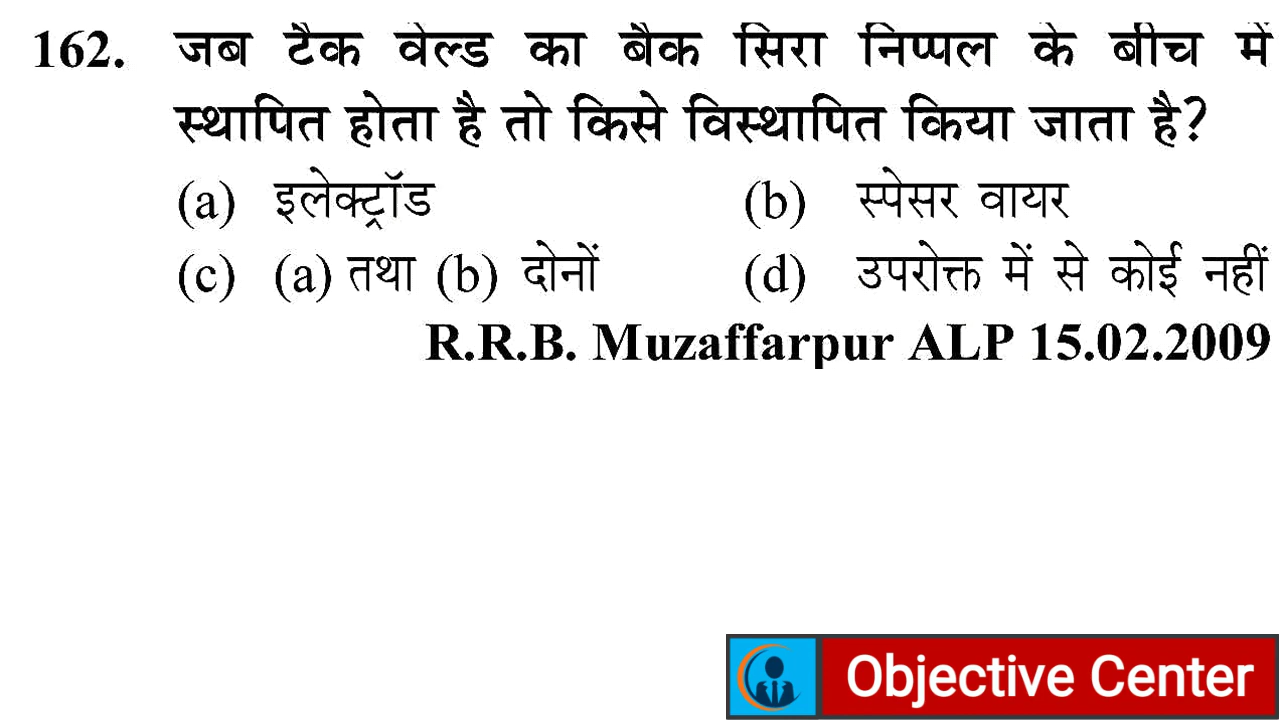 162. जब टैक वेल्ड का बैक सिरा निप्पल के बीच में
स्थापित होता है तो किसे विस्थापित किया जाता है?
(a) इलेक्ट्रॉड (b) स्पेसर वायर
(c) (a) तथा (b) दोनों (d) उपरोक्त में से कोई नहीं
R.R.B. Muzaffarpur ALP 15.02.2009
Objective Center